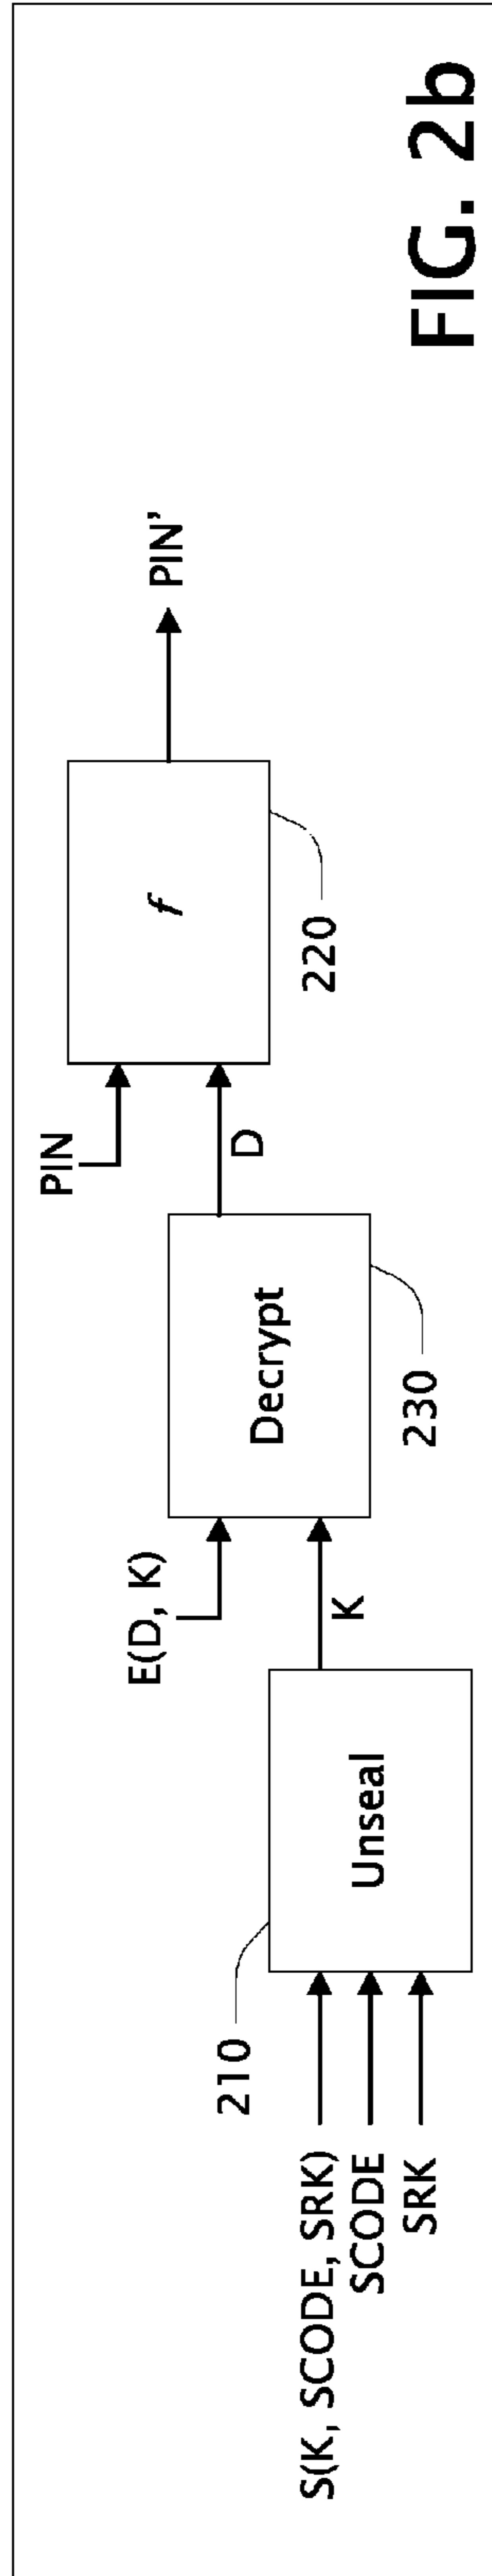 S(K, SCODE, SRK)
SCODE
SRK
210
Unseal
K
E(D, K)
Decrypt
230
D
PIN
f
220
PIN’
FIG. 2b